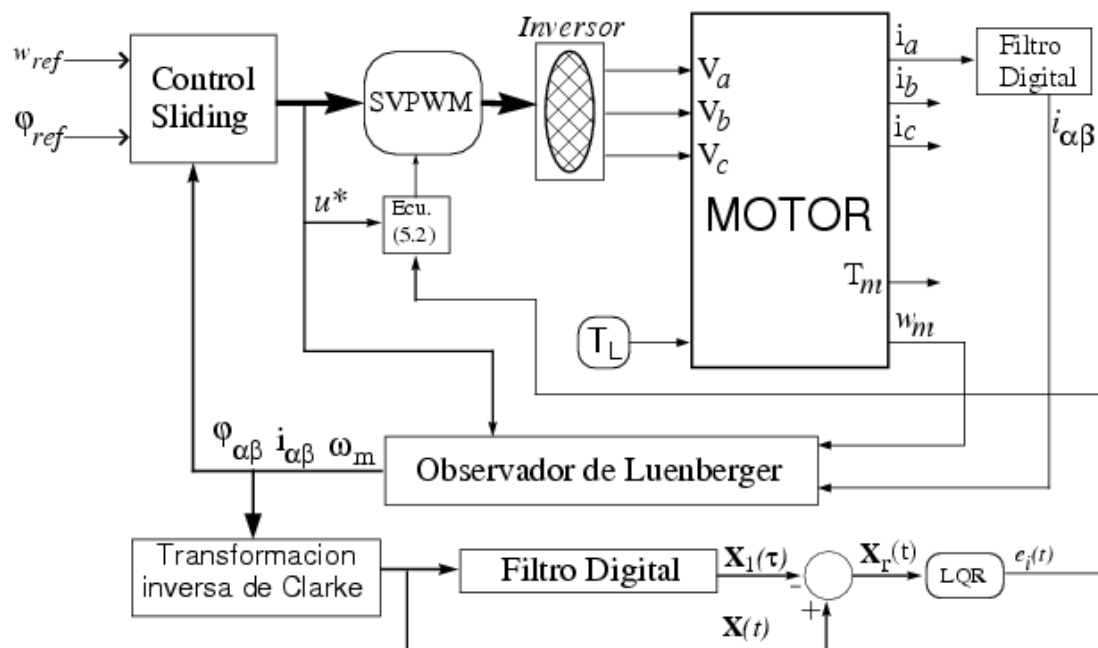 w_ref
φ_ref
Control
Sliding
SVPWM
Inversor
V_a
V_b
V_c
MOTOR
i_a
i_b
i_c
T_m
w_m
Filtro
Digital
i_αβ
u*
Ecu.
(5.2)
T_L
φ_αβ i_αβ ω_m
Observador de Luenberger
Transformacion
inversa de Clarke
Filtro Digital
X_1(τ)
-
+
X(t)
X_r(t)
LQR
e_i(t)